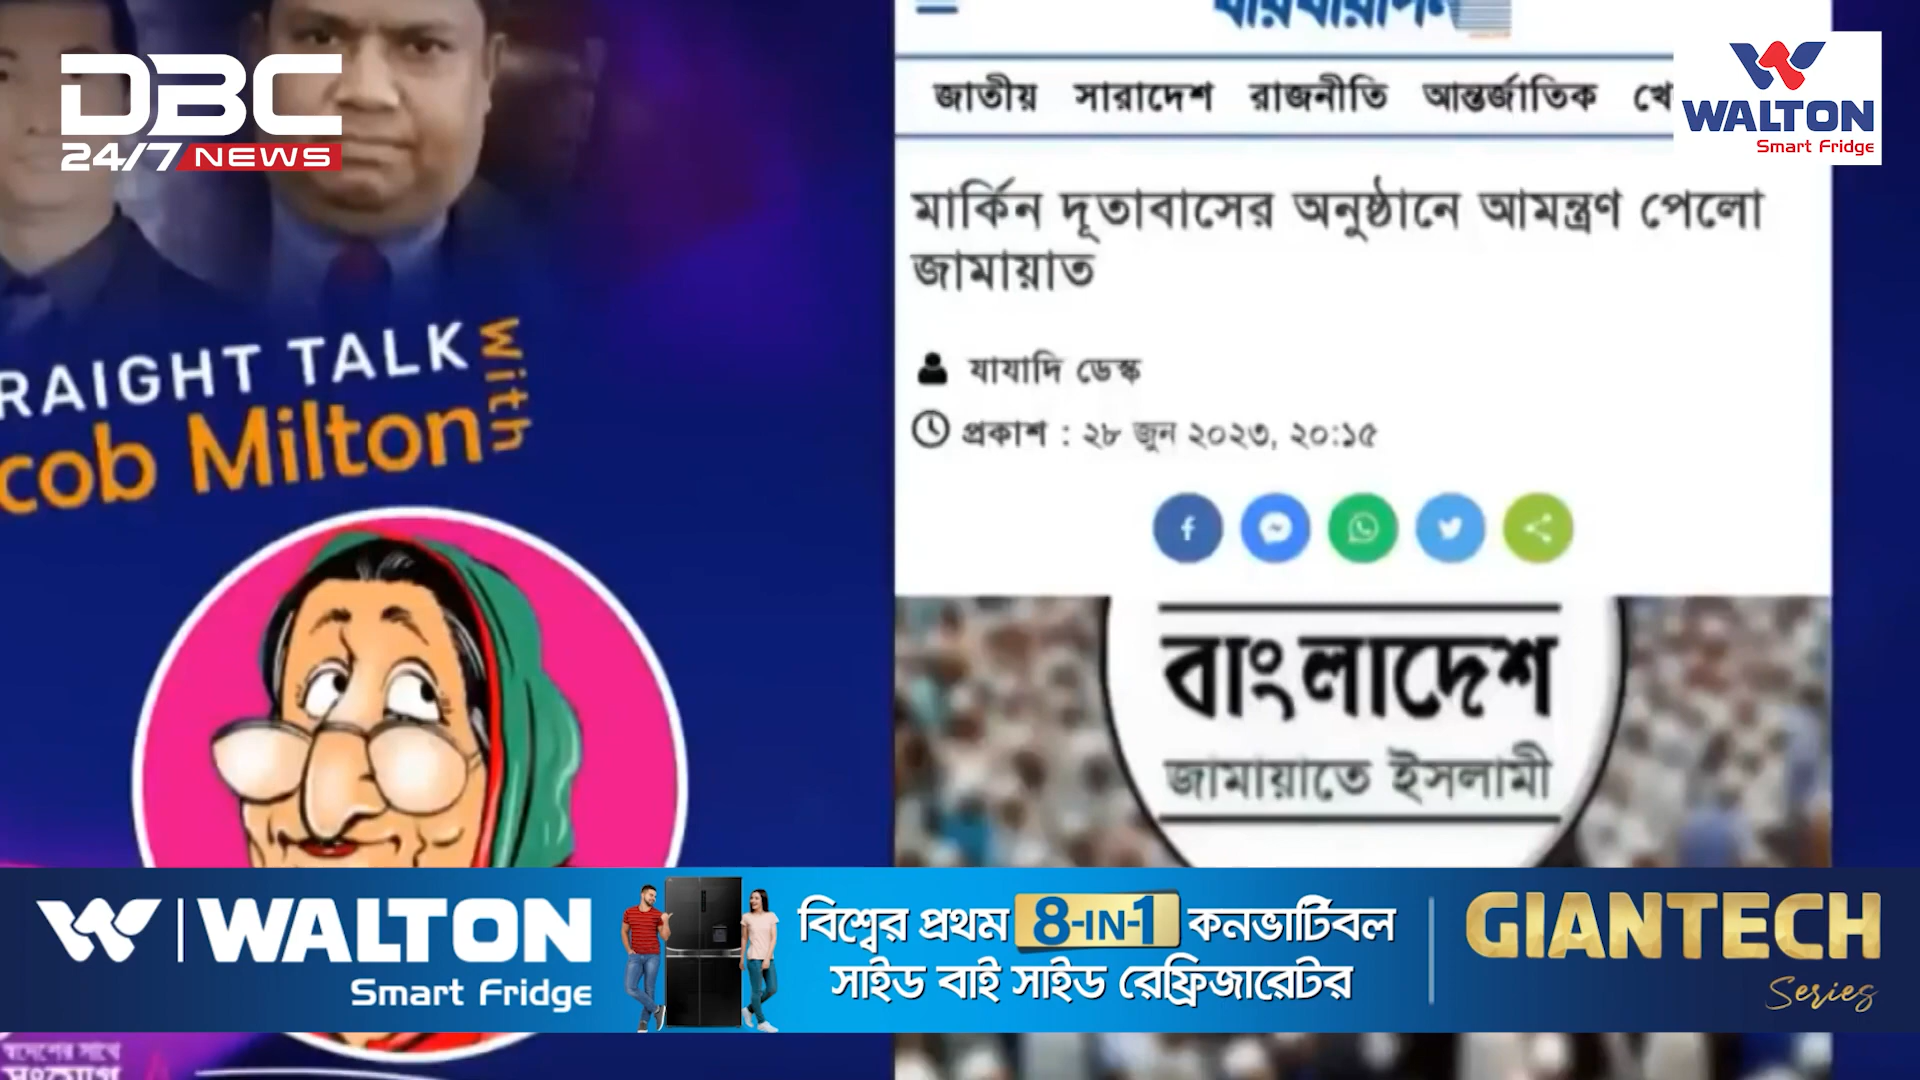 DBC
24/7 NEWS
RAIGHT TALK
with
cob Milton
জাতীয় সারাদেশ রাজনীতি আন্তর্জাতিক খে
WALTON
Smart Fridge
মার্কিন দূতাবাসের অনুষ্ঠানে আমন্ত্রণ পেলো
জামায়াত
যাযাদি ডেস্ক
প্রকাশ : ২৮ জুন ২০২৩, ২০:১৫
বাংলাদেশ
জামায়াতে ইসলামী
WALTON
Smart Fridge
বিশ্বের প্রথম 8-IN-1 কনভার্টিবল
সাইড বাই সাইড রেফ্রিজারেটর
GIANTECH
Series